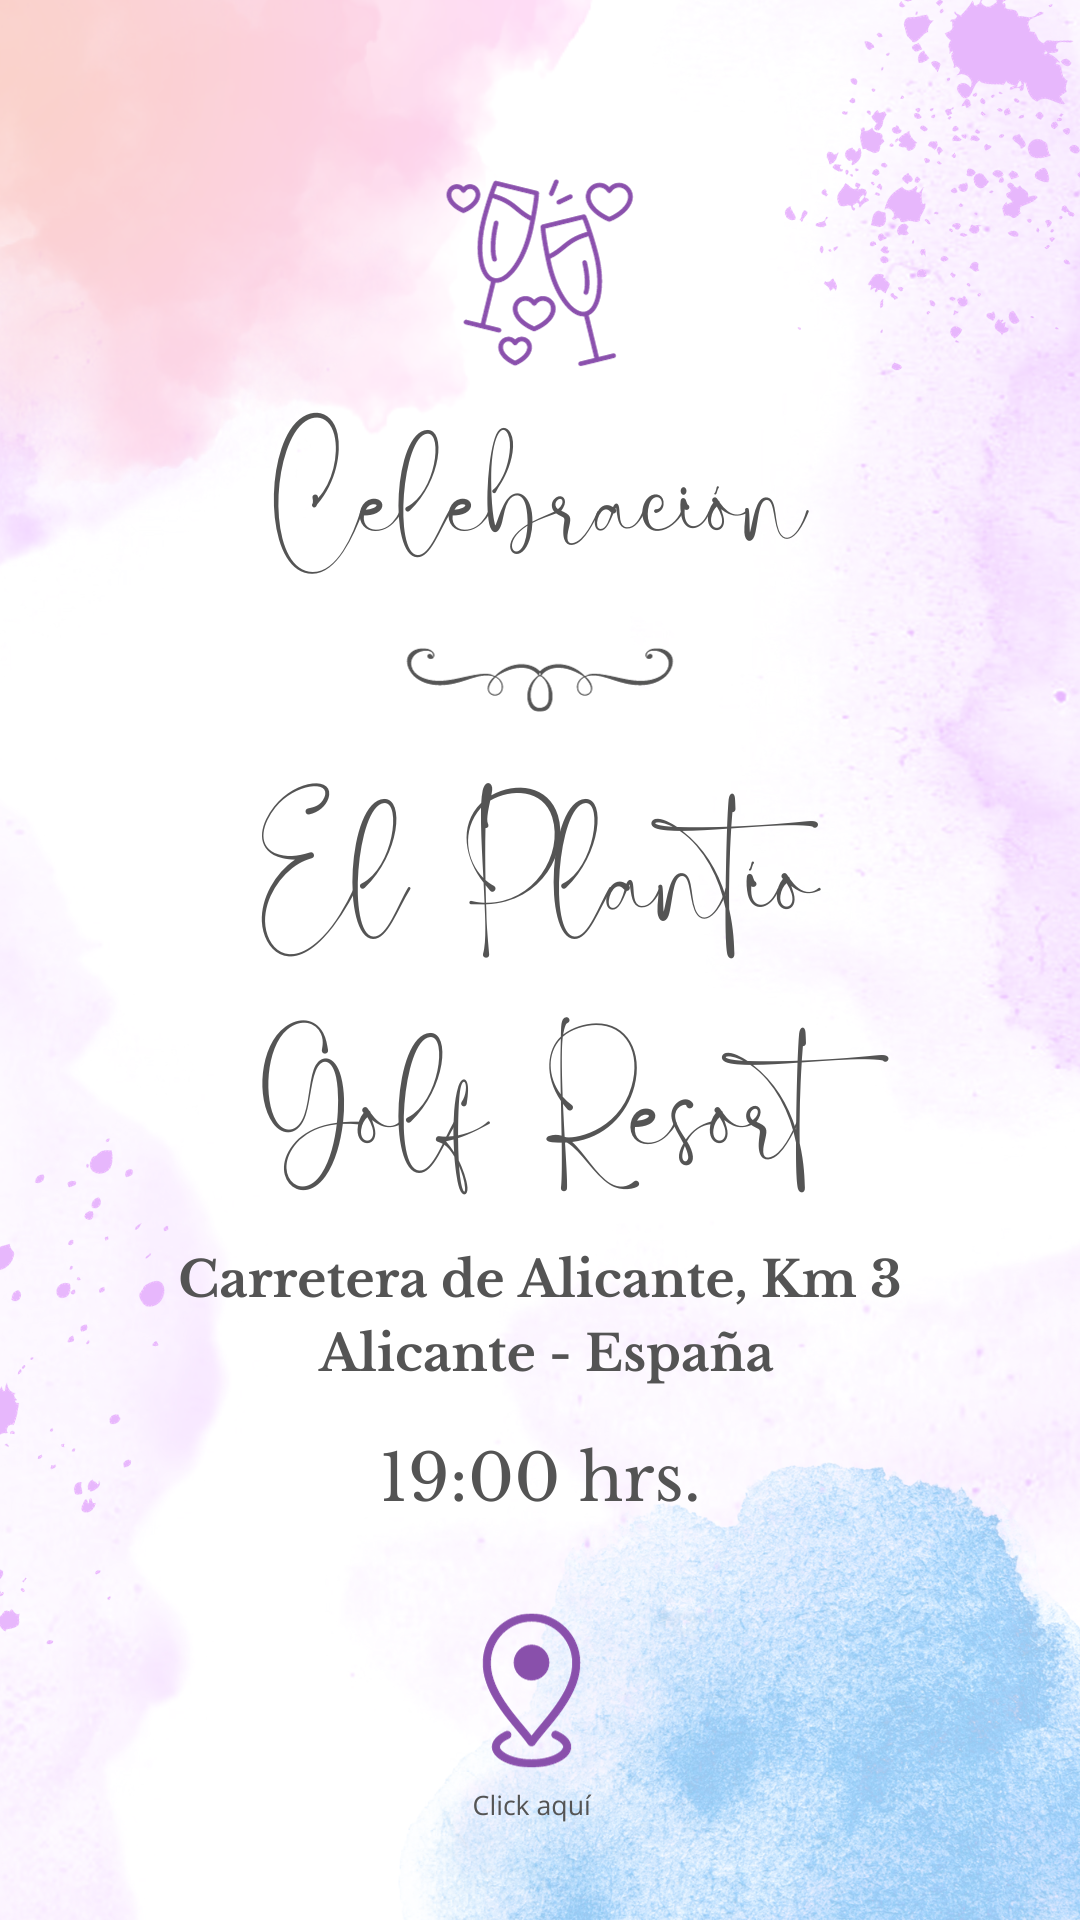 Celebración
El Plantío
Golf Resort
Carretera de Alicante, Km 3
Alicante - España
19:00 hrs.
Click aquí